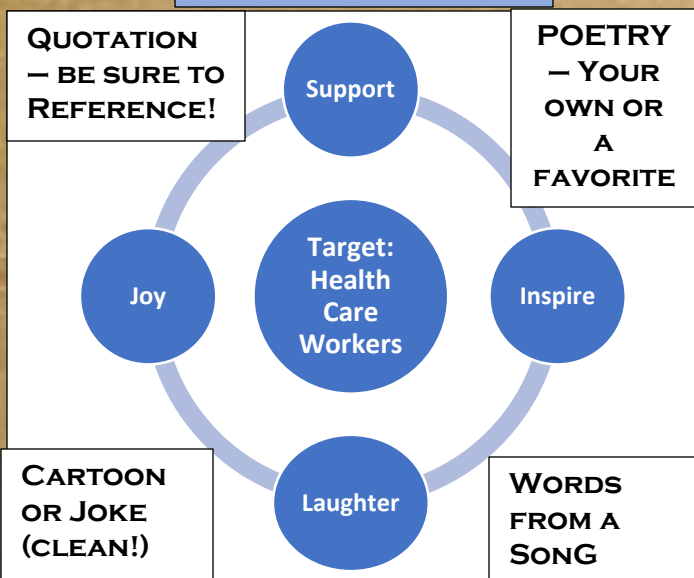 QUOTATION
– BE SURE TO
REFERENCE!
POETRY
– YOUR
OWN OR
A
FAVORITE
Support
Target:
Health
Care
Workers
Joy
Inspire
Laughter
CARTOON
OR JOKE
(CLEAN!)
WORDS
FROM A
SONG